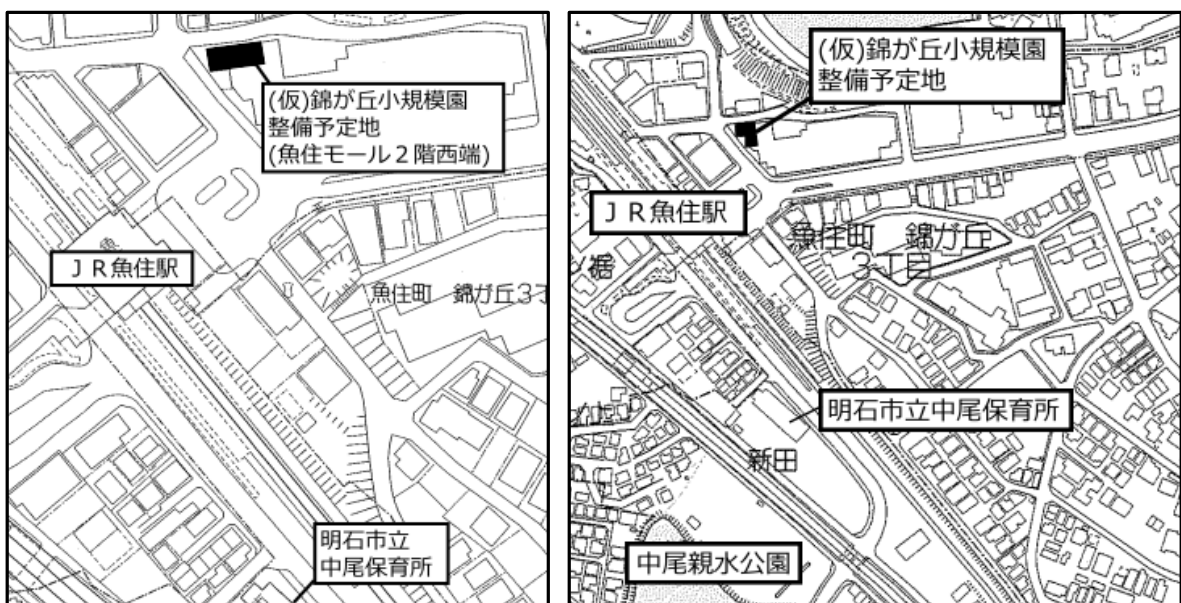 (仮)錦が丘小規模園
整備予定地
(魚住モール２階西端)
ＪＲ魚住駅
魚住町 錦が丘3丁
明石市立
中尾保育所
(仮)錦が丘小規模園
整備予定地
ＪＲ魚住駅
魚住町 錦が丘
3丁目
明石市立中尾保育所
新田
中尾親水公園